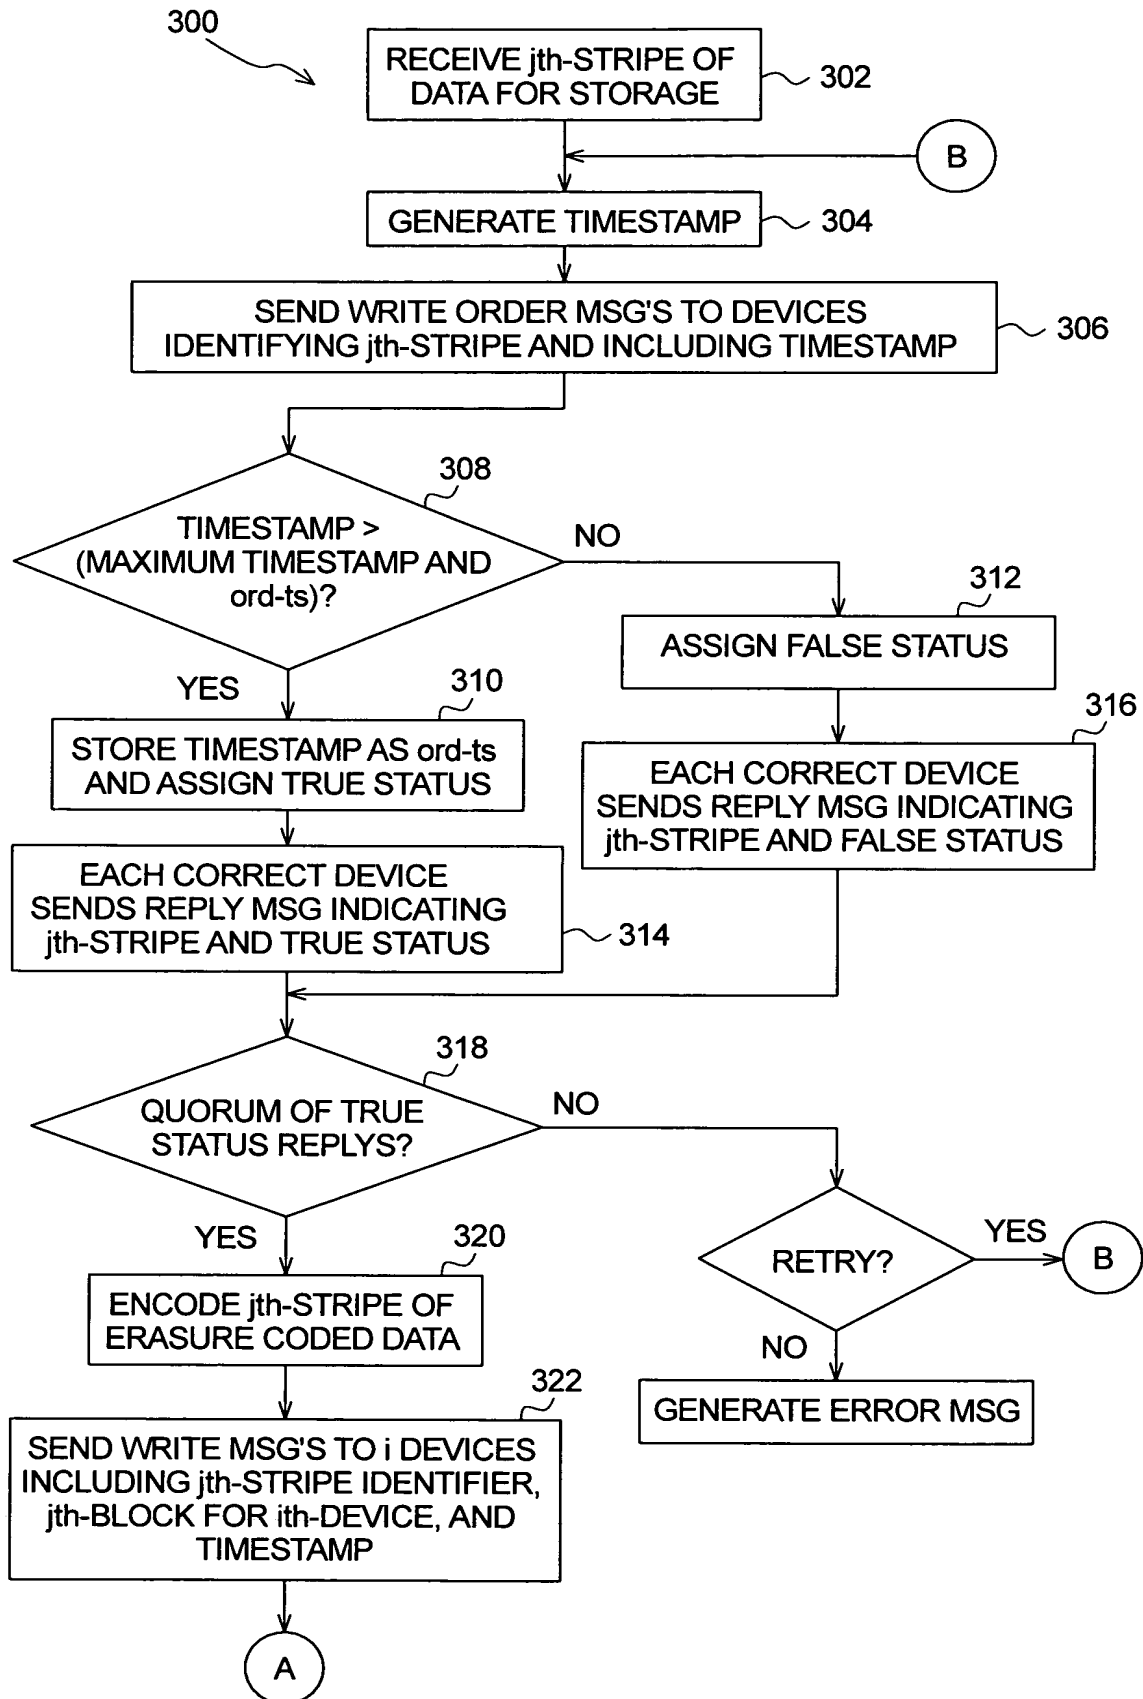 300
RECEIVE jth-STRIPE OF
DATA FOR STORAGE
302
B
GENERATE TIMESTAMP
304
SEND WRITE ORDER MSG'S TO DEVICES
IDENTIFYING jth-STRIPE AND INCLUDING TIMESTAMP
306
308
TIMESTAMP >
(MAXIMUM TIMESTAMP AND
ord-ts)?
NO
312
ASSIGN FALSE STATUS
YES
310
STORE TIMESTAMP AS ord-ts
AND ASSIGN TRUE STATUS
316
EACH CORRECT DEVICE
SENDS REPLY MSG INDICATING
jth-STRIPE AND FALSE STATUS
EACH CORRECT DEVICE
SENDS REPLY MSG INDICATING
jth-STRIPE AND TRUE STATUS
314
318
QUORUM OF TRUE
STATUS REPLYS?
NO
YES
RETRY?
YES
B
320
ENCODE jth-STRIPE OF
ERASURE CODED DATA
NO
GENERATE ERROR MSG
322
SEND WRITE MSG'S TO i DEVICES
INCLUDING jth-STRIPE IDENTIFIER,
jth-BLOCK FOR ith-DEVICE, AND
TIMESTAMP
A